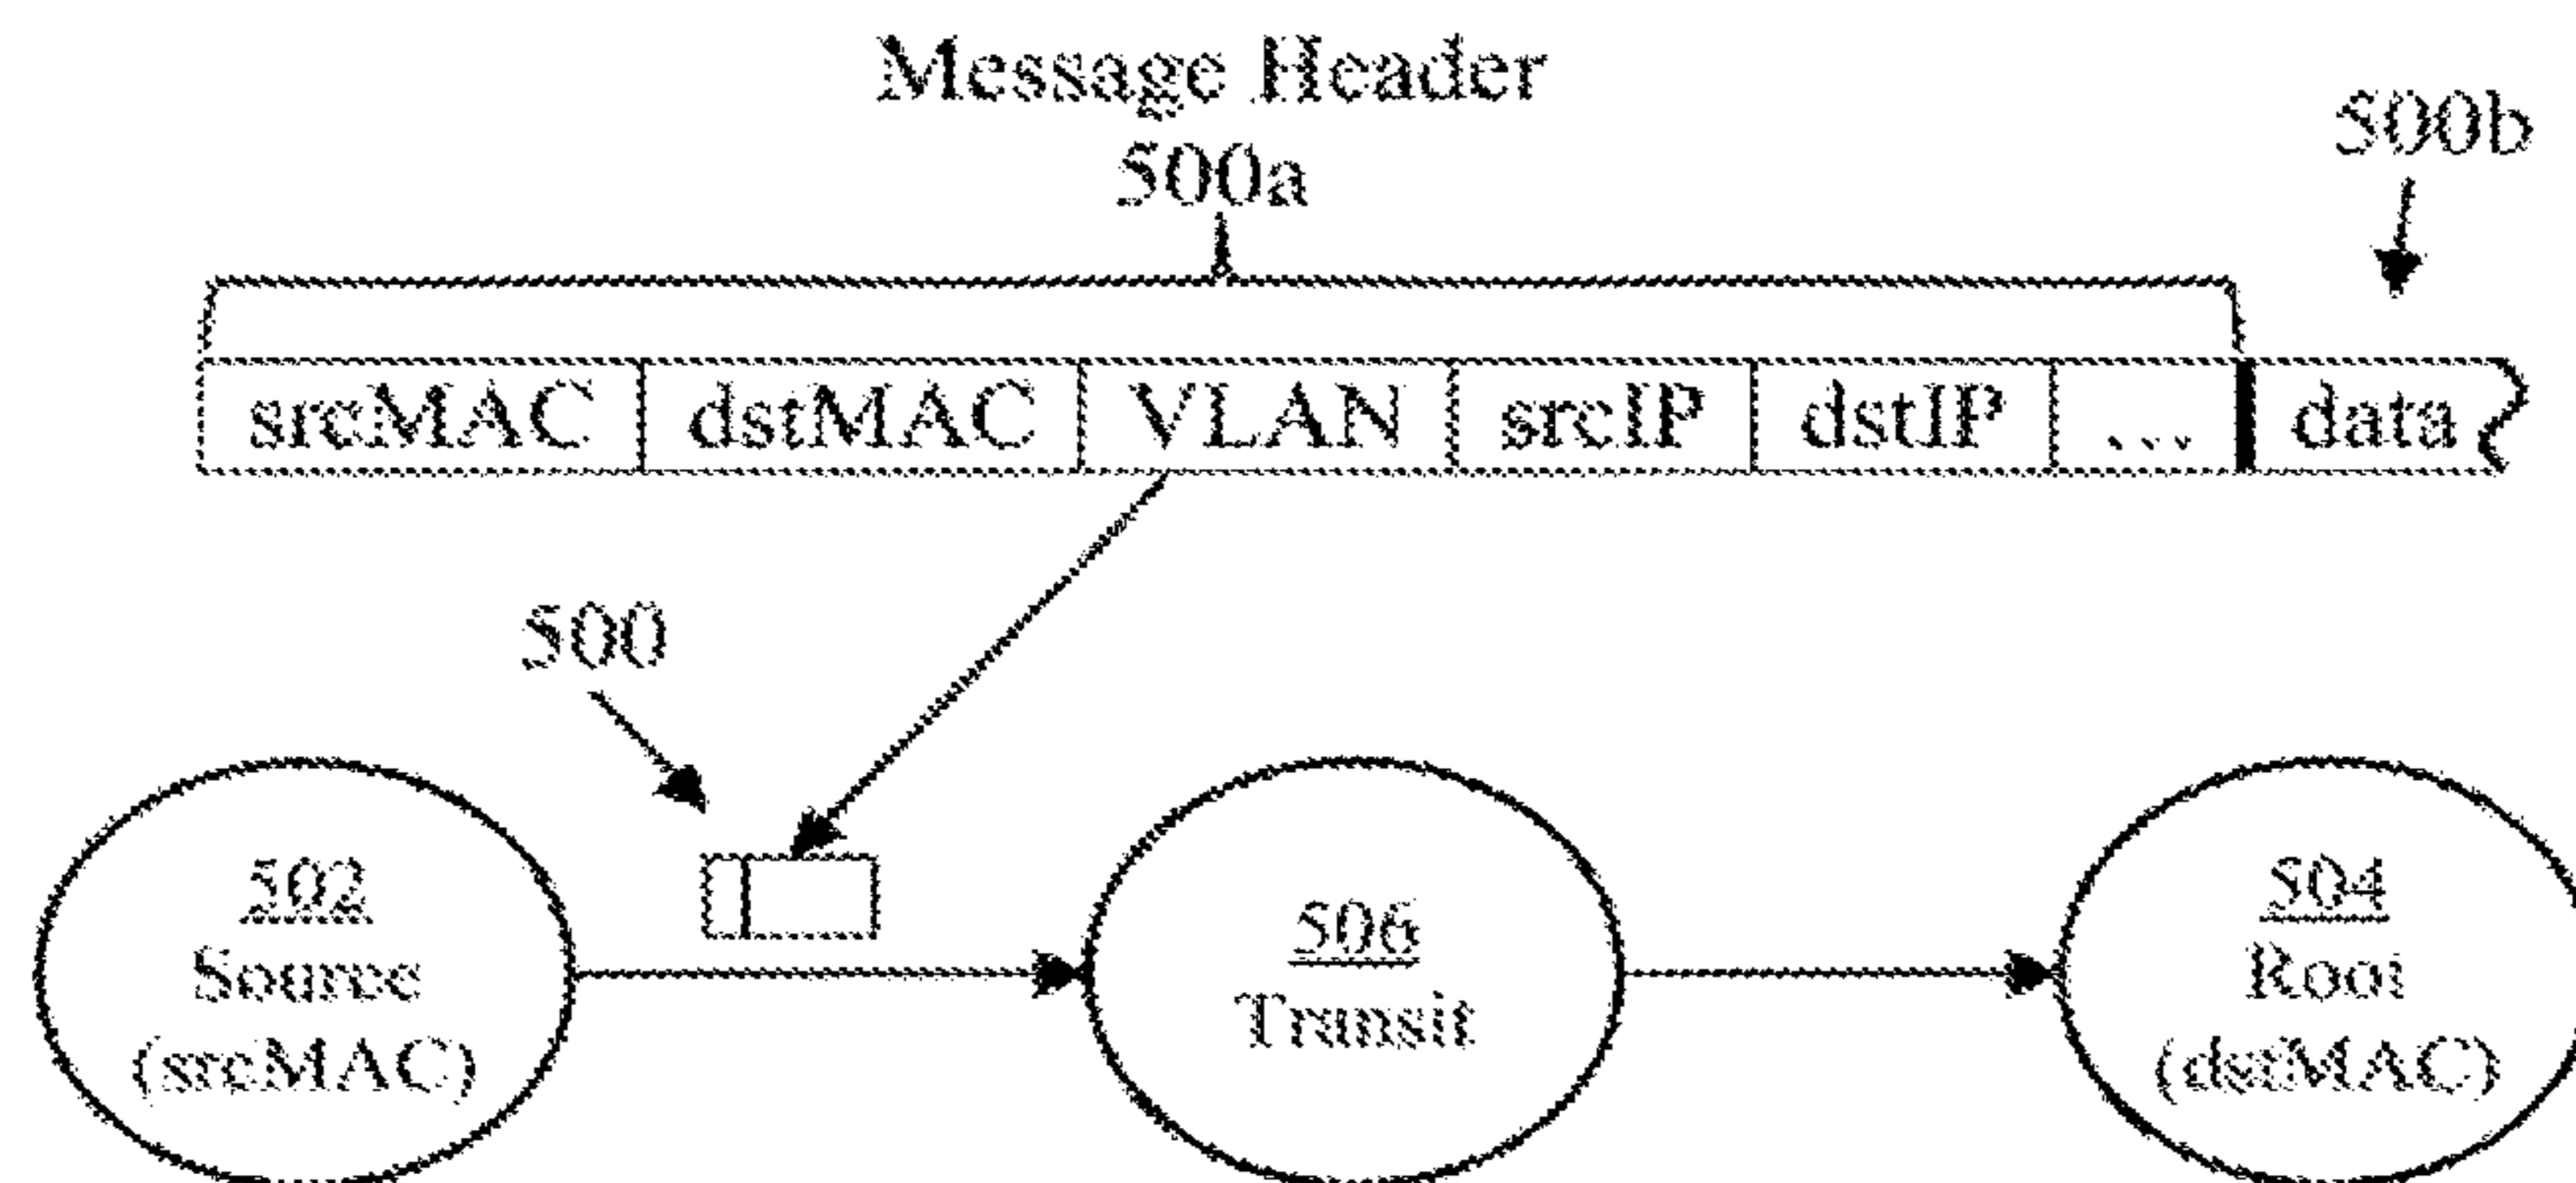 Message Header
500a
500b
srcMAC dstMAC VLAN srcIP dstIP ... data
500
502
Source
(srcMAC)
506
Transit
504
Root
(dstMAC)